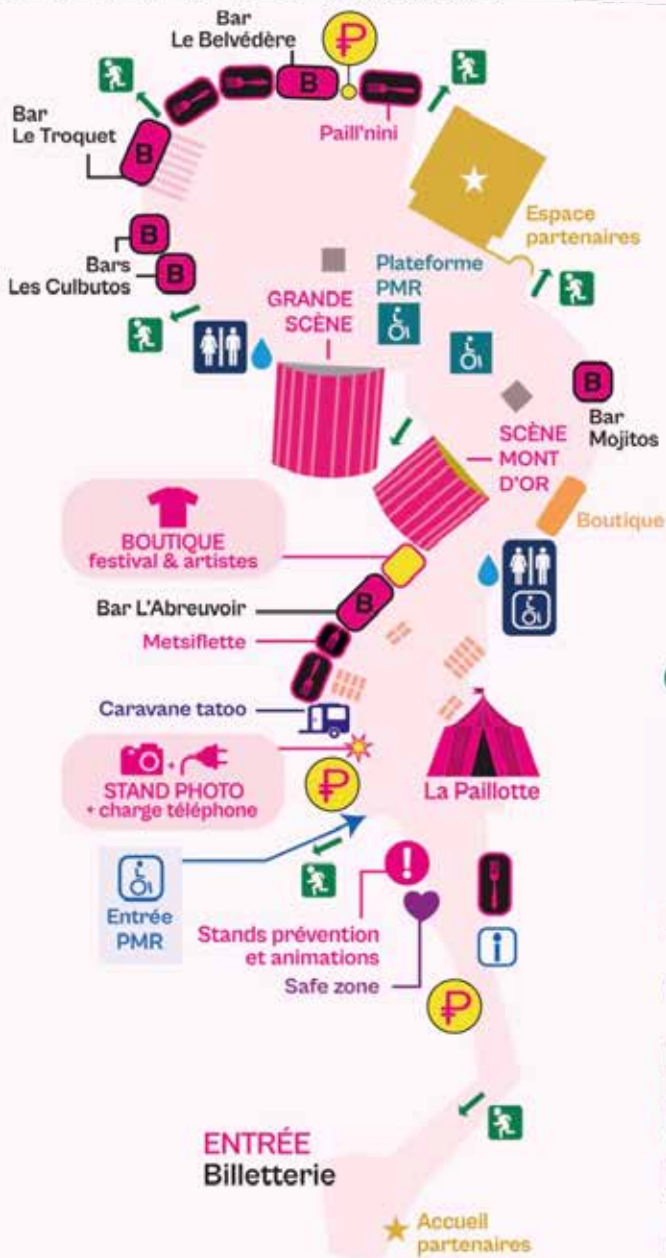 Bar
Le Belvédère
₽
B
Bar
Le Troquet
B
Paill'nini
Espace
partenaires
B
Bars
Les Culbutos
B
Plateforme
PMR
GRANDE
SCÈNE
B
Bar
Mojitos
SCÈNE
MONT
D'OR
BOUTIQUE
festival & artistes
Boutique
Bar L'Abreuvoir
B
Metsiflette
Caravane tatoo
STAND PHOTO
+ charge téléphone
₽
La Paillotte
Entrée
PMR
!
Stands prévention
et animations
i
Safe zone
₽
ENTRÉE
Billetterie
Accueil
partenaires